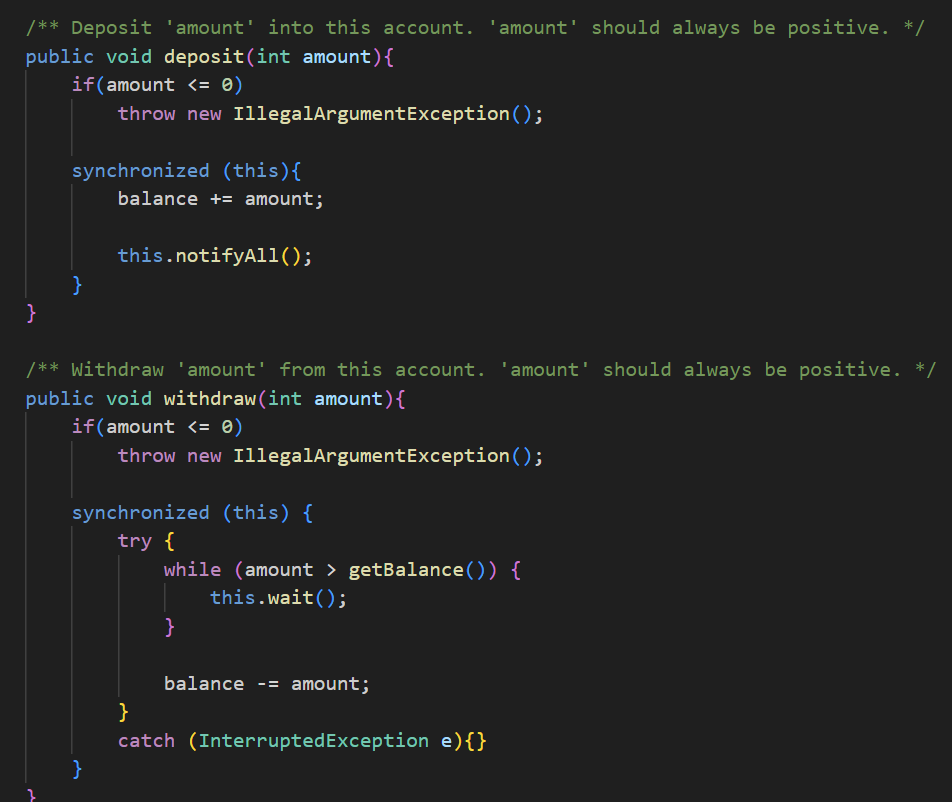 /** Deposit 'amount' into this account. 'amount' should always be positive. */
public void deposit(int amount){
    if(amount <= 0)
        throw new IllegalArgumentException();

    synchronized (this){
        balance += amount;

        this.notifyAll();
    }
}

/** Withdraw 'amount' from this account. 'amount' should always be positive. */
public void withdraw(int amount){
    if(amount <= 0)
        throw new IllegalArgumentException();

    synchronized (this) {
        try {
            while (amount > getBalance()) {
                this.wait();
            }

            balance -= amount;
        }
        catch (InterruptedException e){}
    }
}